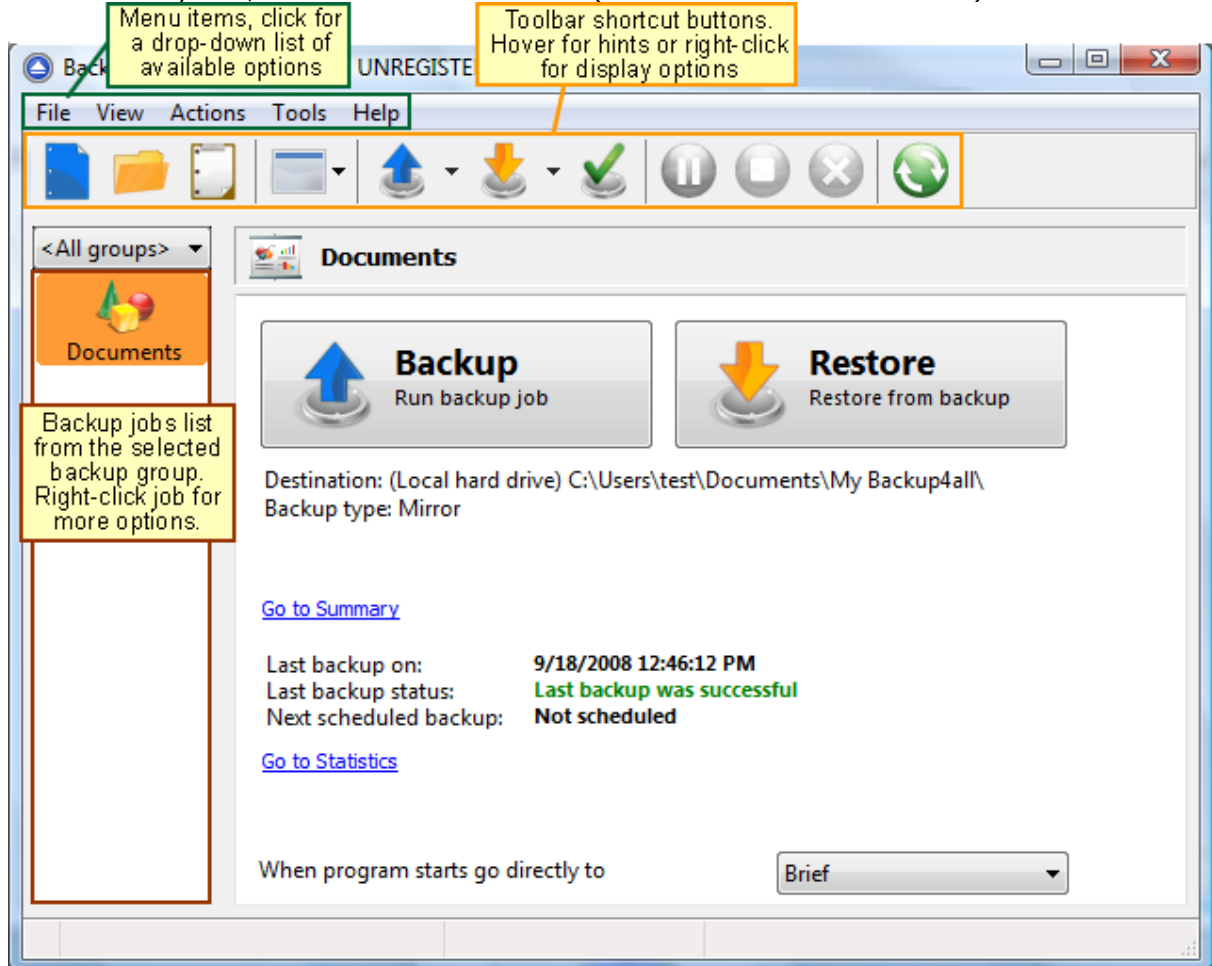 Menu items, click for
a drop-down list of
available options
Toolbar shortcut buttons.
Hover for hints or right-click
for display options
Back
UNREGISTE
File View Actions Tools Help
<All groups>
Documents
Documents
Backup
Run backup job
Restore
Restore from backup
Backup jobs list
from the selected
backup group.
Right-click job for
more options.
Destination: (Local hard drive) C:\Users\test\Documents\My Backup4all\
Backup type: Mirror
Go to Summary
Last backup on: 9/18/2008 12:46:12 PM
Last backup status: Last backup was successful
Next scheduled backup: Not scheduled
Go to Statistics
When program starts go directly to Brief